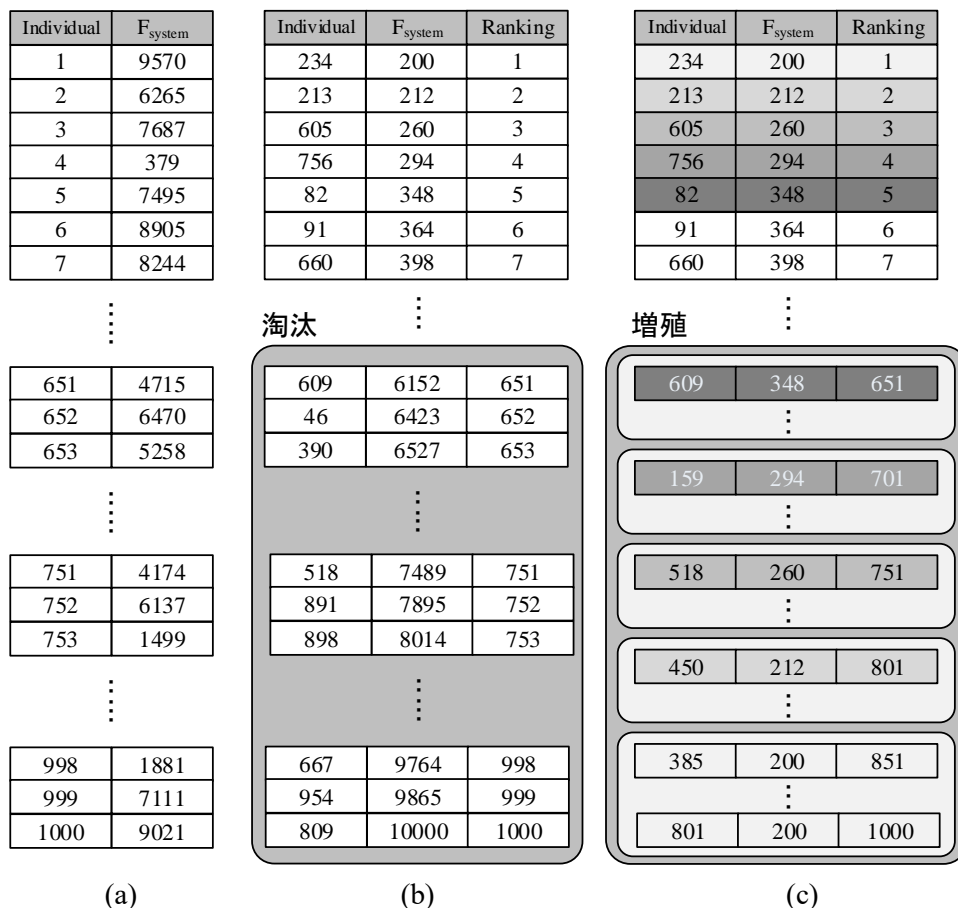 Individual F_system
1 9570
2 6265
3 7687
4 379
5 7495
6 8905
7 8244
651 4715
652 6470
653 5258
751 4174
752 6137
753 1499
998 1881
999 7111
1000 9021
(a)
Individual F_system Ranking
234 200 1
213 212 2
605 260 3
756 294 4
82 348 5
91 364 6
660 398 7
淘汰
609 6152 651
46 6423 652
390 6527 653
518 7489 751
891 7895 752
898 8014 753
667 9764 998
954 9865 999
809 10000 1000
(b)
Individual F_system Ranking
234 200 1
213 212 2
605 260 3
756 294 4
82 348 5
91 364 6
660 398 7
増殖
609 348 651
159 294 701
518 260 751
450 212 801
385 200 851
801 200 1000
(c)